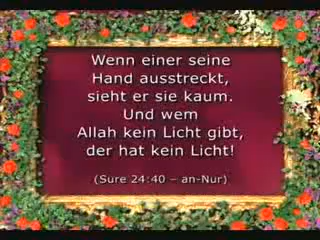 Wenn einer seine
Hand ausstreckt,
sieht er sie kaum.
Und wem
Allah kein Licht gibt,
der hat kein Licht!
(Sure 24:40 – an-Nur)